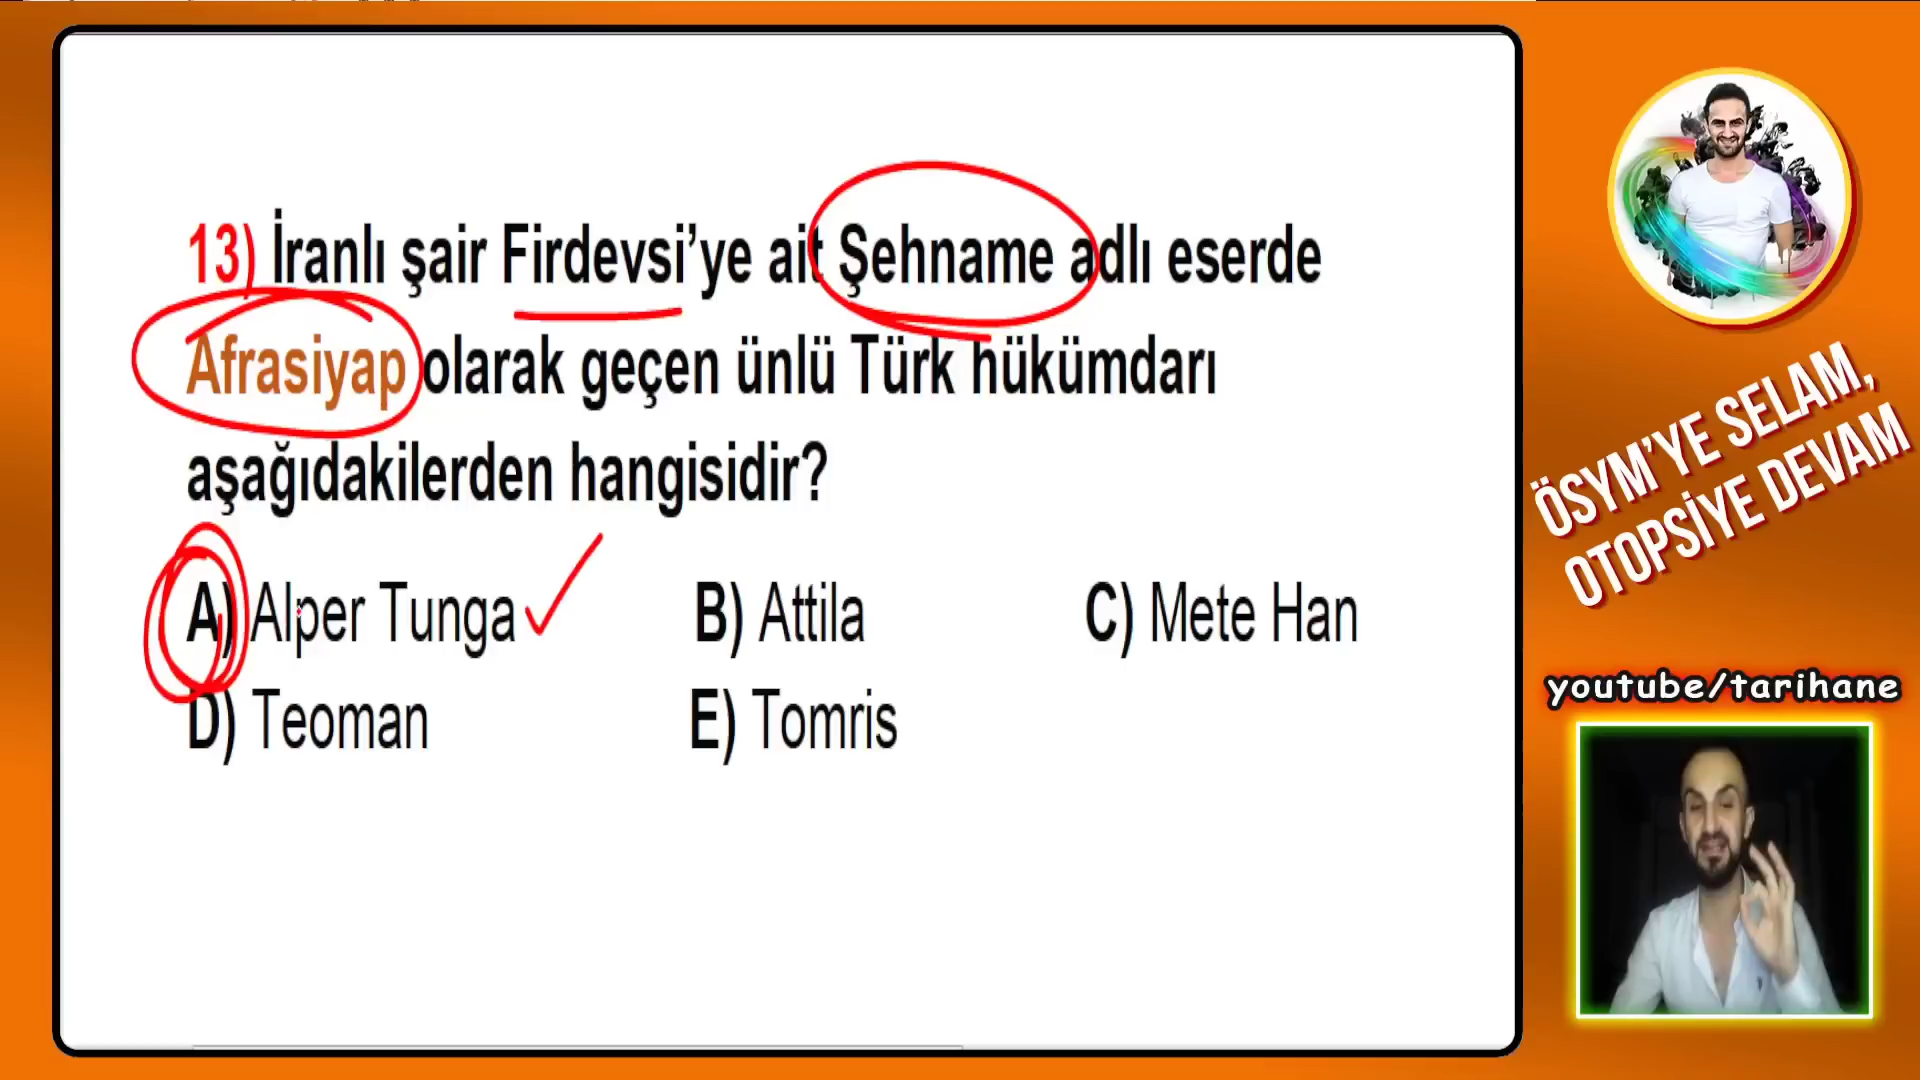 13) İranlı şair Firdevsi’ye ait Şehname adlı eserde
Afrasiyap olarak geçen ünlü Türk hükümdarı
aşağıdakilerden hangisidir?
A) Alper Tunga B) Attila C) Mete Han
D) Teoman E) Tomris
ÖSYM’YE SELAM,
OTOPSİYE DEVAM
youtube/tarihane